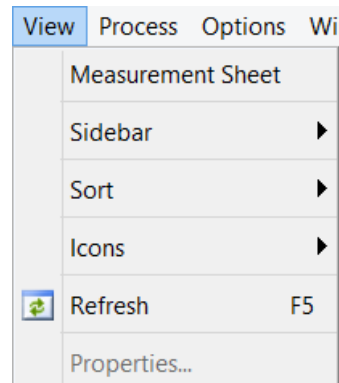 View Process Options Wi
Measurement Sheet
Sidebar
Sort
Icons
Refresh F5
Properties...